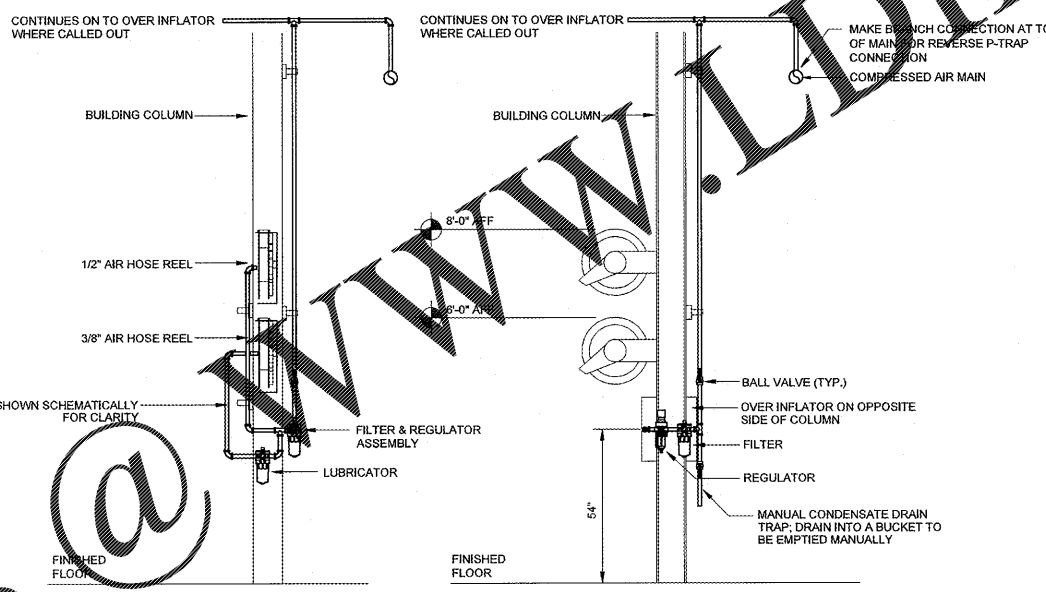 CONTINUES ON TO OVER INFLATOR
WHERE CALLED OUT
BUILDING COLUMN
1/2" AIR HOSE REEL
3/8" AIR HOSE REEL
SHOWN SCHEMATICALLY
FOR CLARITY
FILTER & REGULATOR
ASSEMBLY
LUBRICATOR
FINISHED
FLOOR
CONTINUES ON TO OVER INFLATOR
WHERE CALLED OUT
MAKE BRANCH CONNECTION AT
OF MAIN FOR REVERSE P-TRAP
CONNECTION
COMPRESSED AIR MAIN
BUILDING COLUMN
8'-0" AFF
6'-0" AFF
BALL VALVE (TYP.)
OVER INFLATOR ON OPPOSITE
SIDE OF COLUMN
FILTER
REGULATOR
54"
MANUAL CONDENSATE DRAIN
TRAP; DRAIN INTO A BUCKET TO
BE EMPTIED MANUALLY
FINISHED
FLOOR
@WWW.LD